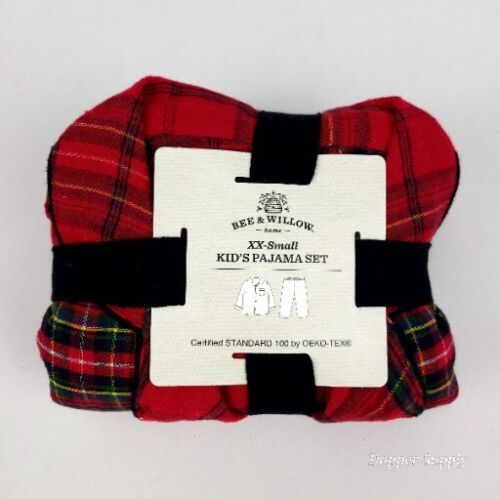 BEE & WILLOW
home
XX-Small
KID'S PAJAMA SET
Certified STANDARD 100 by OEKO-TEX®
Dapper Supply